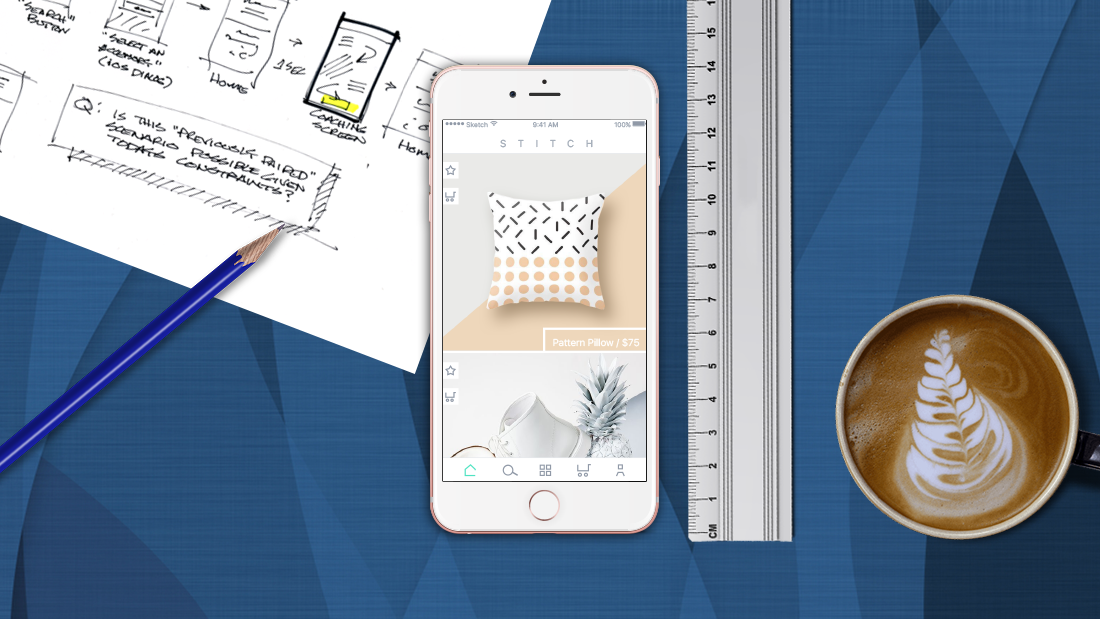 "SEARCH"
BUTTON
"SELECT AN
ACCESSORY"
(IOS DIALOG)
HOME
1 SEC
COACHING
SCREEN
HOME
Q: IS THIS "PREVIOUSLY PAIRED"
SCENARIO POSSIBLE GIVEN
TODAY'S CONSTRAINTS?
Sketch 9:41 AM 100%
STITCH
Pattern Pillow / $75
15
14
13
12
11
10
9
8
7
6
5
4
3
2
1
CM